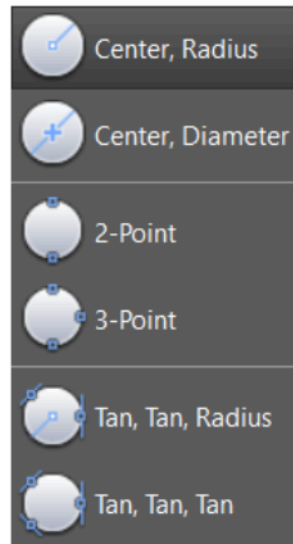 Center, Radius
Center, Diameter
2-Point
3-Point
Tan, Tan, Radius
Tan, Tan, Tan